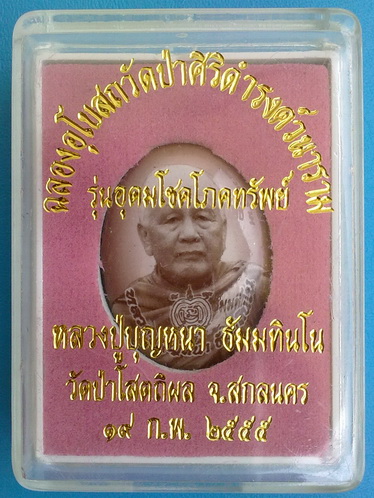 ฉลองอุโบสถวัดป่าศิริดำรงค์วนาราม
รุ่นอุดมโชคโภคทรัพย์
หลวงปู่บุญหนา ธัมมทินโน
วัดป่าโสตถิผล จ.สกลนคร
๑๙ ก.พ. ๒๕๕๕